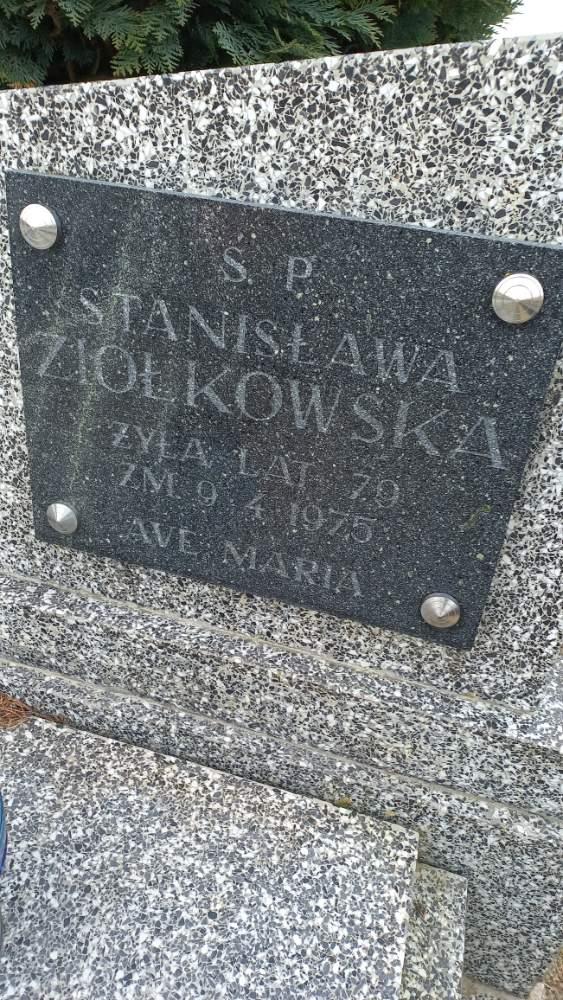 Ś P
STANISŁAWA
ZIOŁKOWSKA
ŻYŁA LAT 79
ZM. 9 4 1975
AVE MARIA